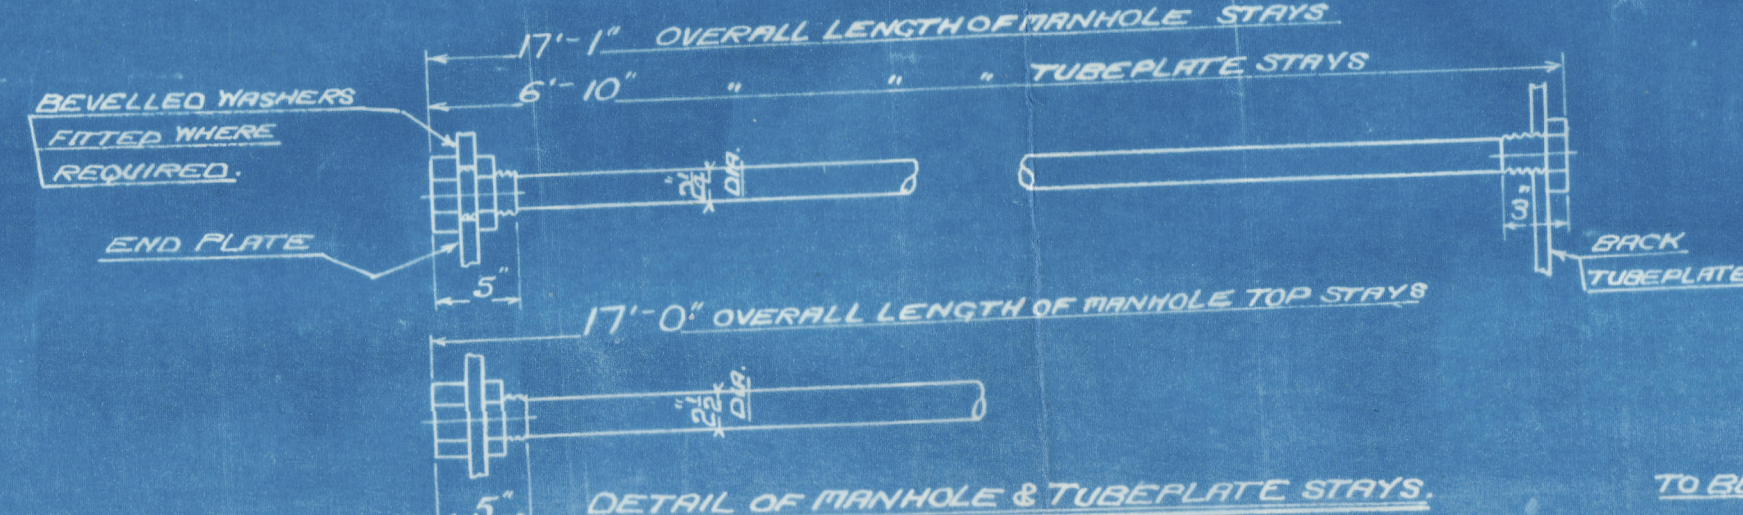 17'-1" OVERALL LENGTH OF MANHOLE STAYS
6'-10" " " " TUBEPLATE STAYS
BEVELLED WASHERS
FITTED WHERE
REQUIRED.
DIA.
3"
END PLATE
BACK
TUBEPLATE
5"
17'-0" OVERALL LENGTH OF MANHOLE TOP STAYS
2½" DIA.
5"
DETAIL OF MANHOLE & TUBEPLATE STAYS.
TO